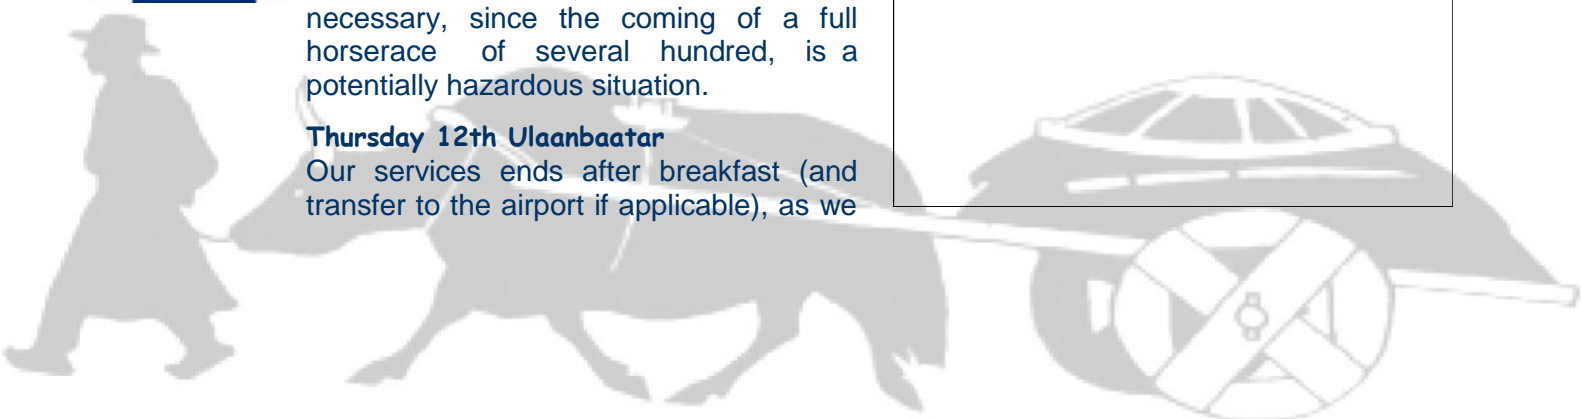 necessary, since the coming of a full
horserace of several hundred, is a
potentially hazardous situation.
Thursday 12th Ulaanbaatar
Our services ends after breakfast (and
transfer to the airport if applicable), as we